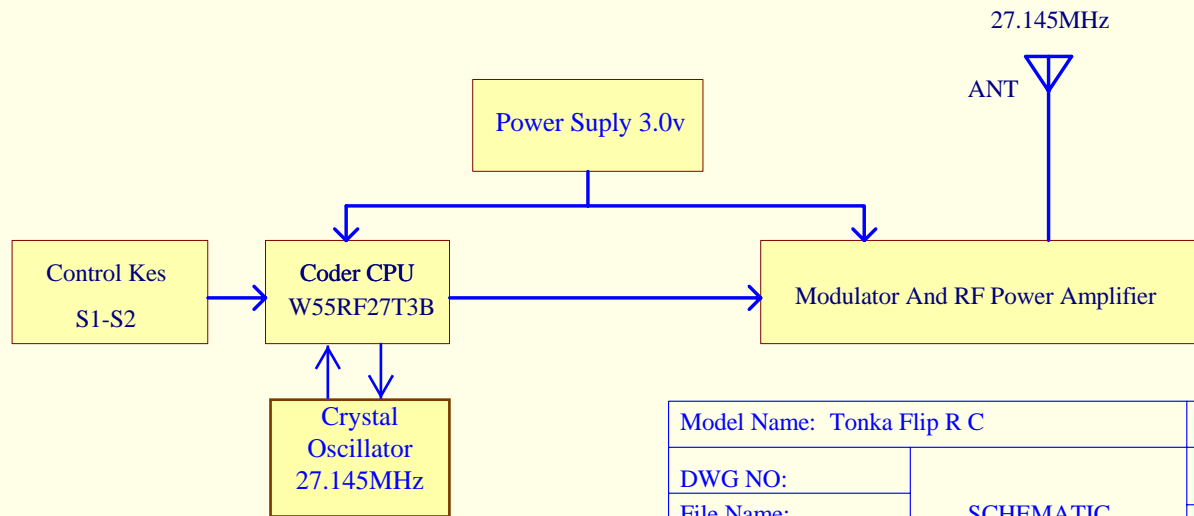 27.145MHz
ANT
Power Suply 3.0v
Control Kes
S1-S2
Coder CPU
W55RF27T3B
Modulator And RF Power Amplifier
Crystal
Oscillator
27.145MHz
Model Name: Tonka Flip R C
DWG NO:
File Name:
SCHEMATIC